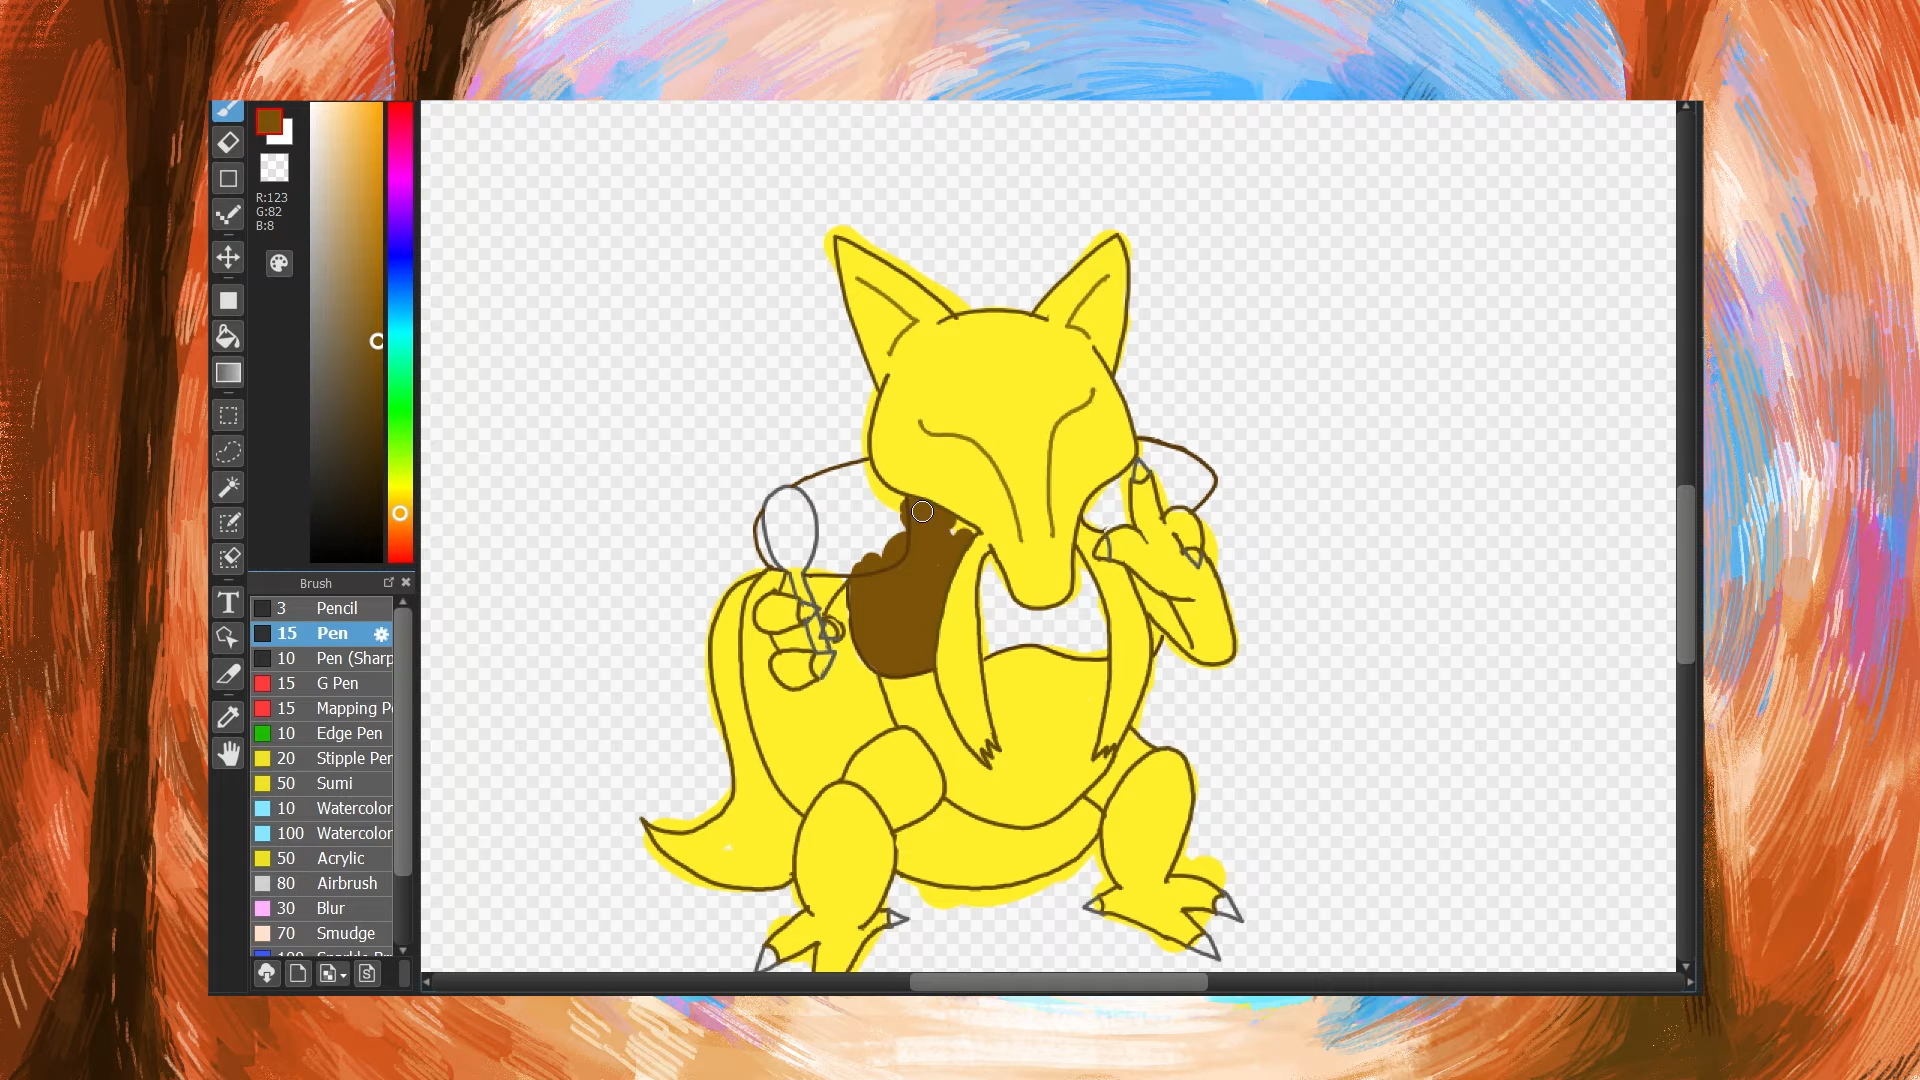 R:123
G:82
B:8
Brush
3 Pencil
15 Pen
10 Pen (Sharp
15 G Pen
15 Mapping P
10 Edge Pen
20 Stipple Pen
50 Sumi
10 Watercolor
100 Watercolor
50 Acrylic
80 Airbrush
30 Blur
70 Smudge
T
S